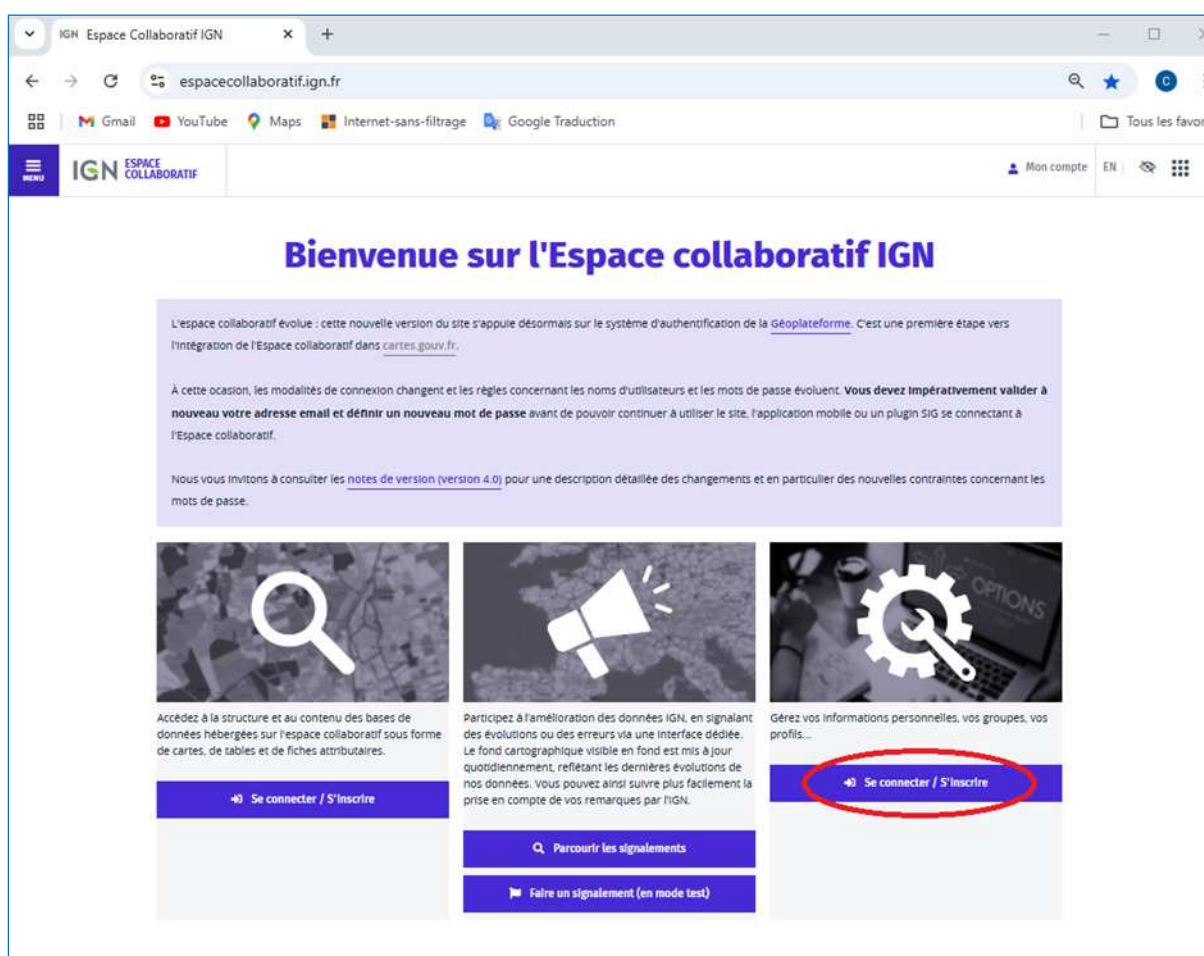 IGN Espace Collaboratif IGN
espacecollaboratif.ign.fr
C
Gmail
YouTube
Maps
Internet-sans-filtrage
Google Traduction
Tous les favor
MENU
IGN ESPACE
COLLABORATIF
Mon compte
EN
Bienvenue sur l'Espace collaboratif IGN
L'espace collaboratif évolue : cette nouvelle version du site s'appuie désormais sur le système d'authentification de la Géoplateforme. C'est une première étape vers
l'intégration de l'Espace collaboratif dans cartes.gouv.fr.
À cette ocasion, les modalités de connexion changent et les règles concernant les noms d'utilisateurs et les mots de passe évoluent. Vous devez impérativement valider à
nouveau votre adresse email et définir un nouveau mot de passe avant de pouvoir continuer à utiliser le site, l'application mobile ou un plugin SIG se connectant à
l'Espace collaboratif.
Nous vous invitons à consulter les notes de version (version 4.0) pour une description détaillée des changements et en particulier des nouvelles contraintes concernant les
mots de passe.
Accédez à la structure et au contenu des bases de
données hébergées sur l'espace collaboratif sous forme
de cartes, de tables et de fiches attributaires.
Se connecter / S'inscrire
Participez à l'amélioration des données IGN, en signalant
des évolutions ou des erreurs via une interface dédiée.
Le fond cartographique visible en fond est mis à jour
quotidiennement, reflétant les dernières évolutions de
nos données. Vous pouvez ainsi suivre plus facilement la
prise en compte de vos remarques par l'IGN.
Parcourir les signalements
Faire un signalement (en mode test)
OPTIONS
Gérez vos informations personnelles, vos groupes, vos
profils...
Se connecter / S'inscrire